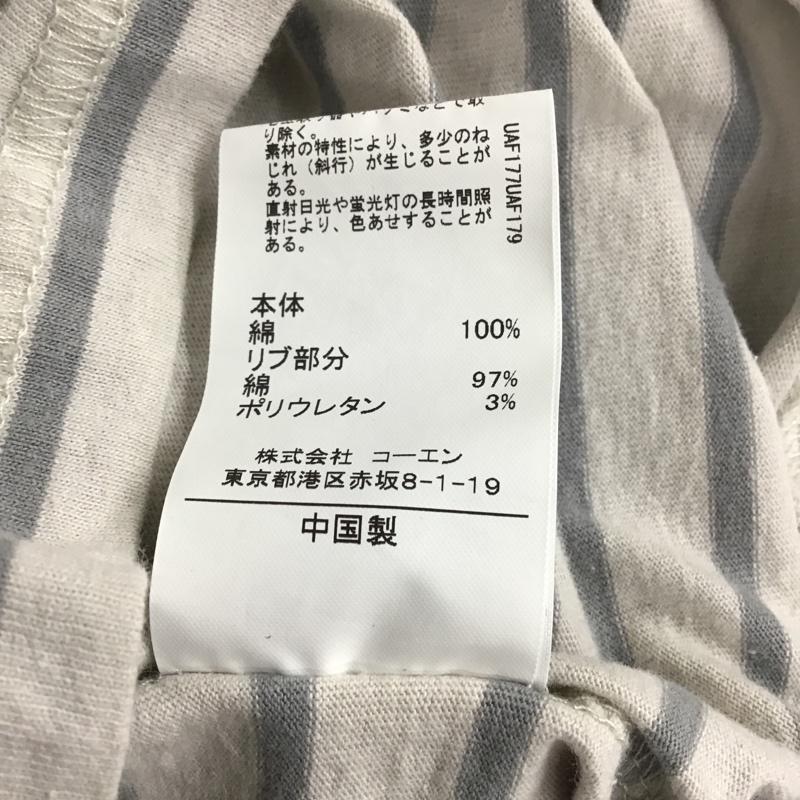 り除く。
素材の特性により、多少のね
じれ（斜行）が生じることが
ある。
直射日光や蛍光灯の長時間照
射により、色あせすることが
ある。
UAF177UAF179
本体
綿 100%
リブ部分
綿 97%
ポリウレタン 3%
株式会社 コーエン
東京都港区赤坂8-1-19
中国製